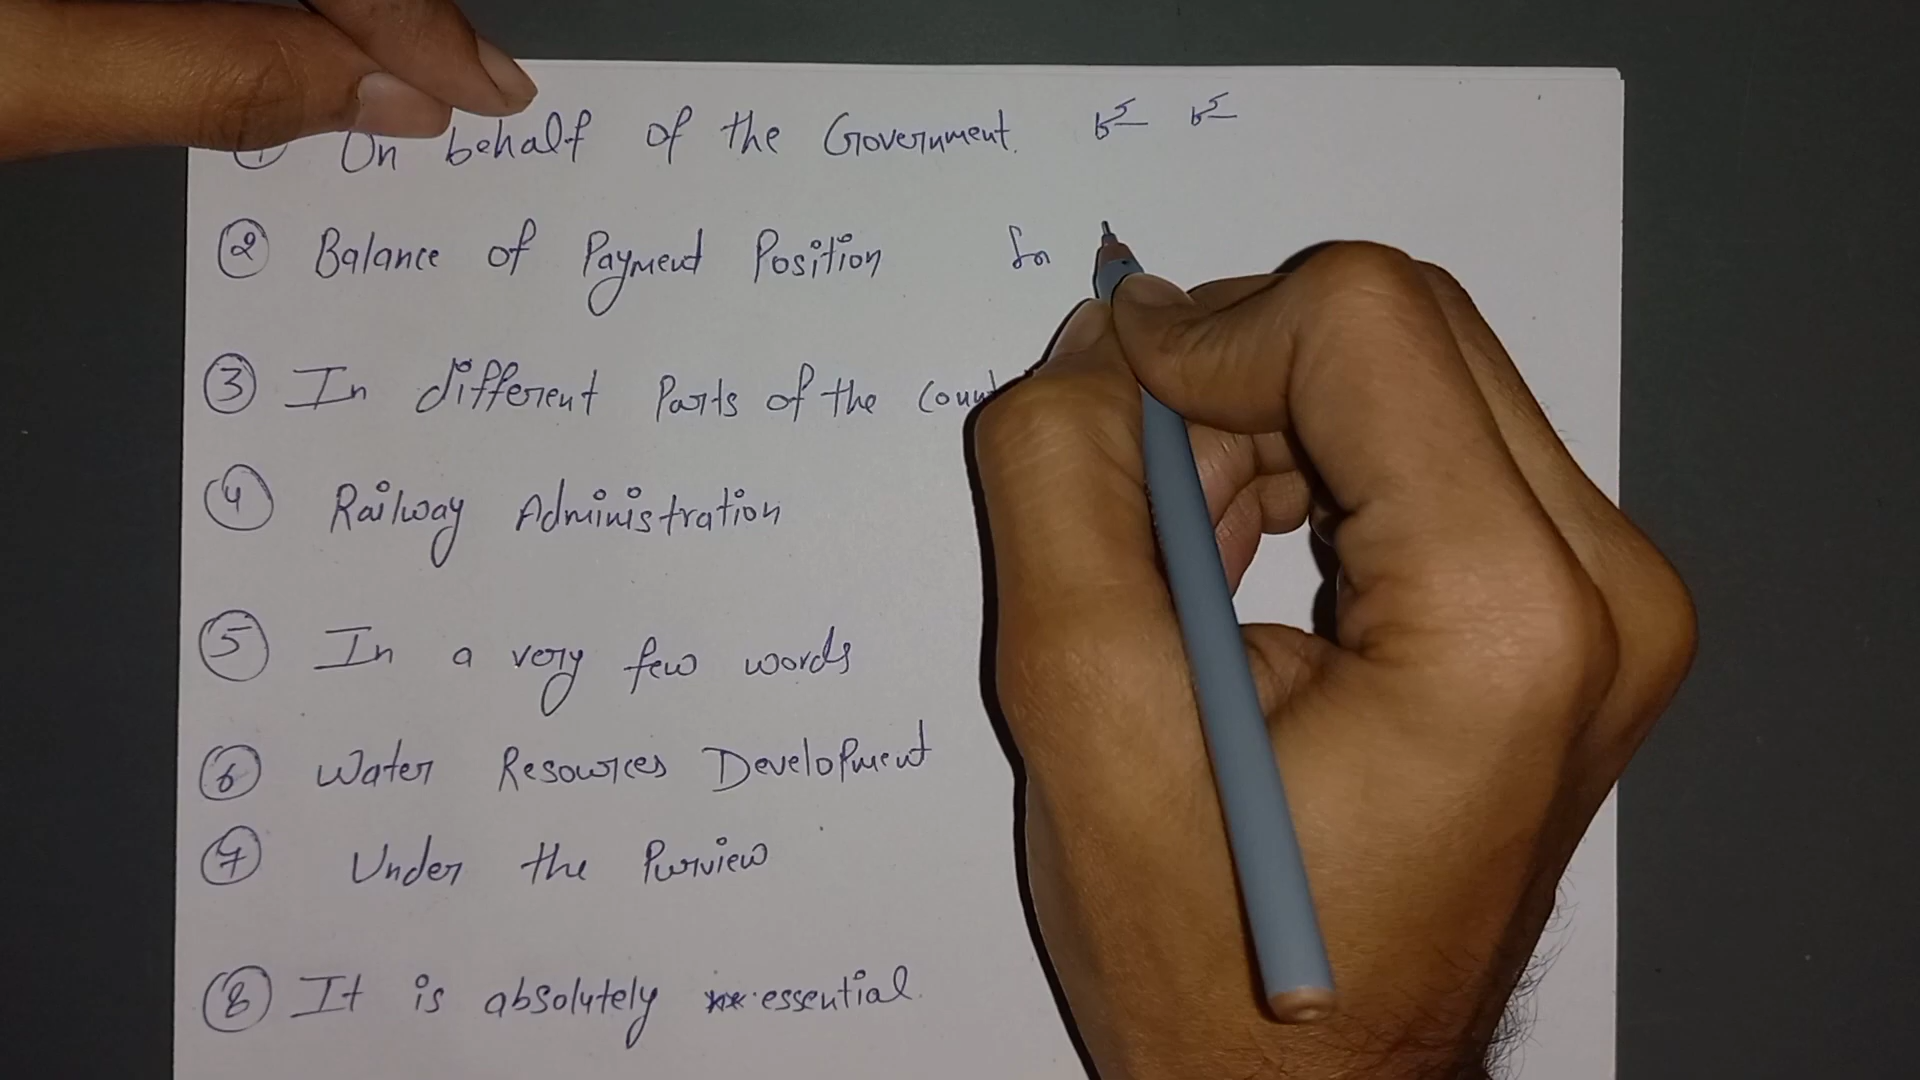 ① On behalf of the Government.
② Balance of Payment Position
③ In different Parts of the
④ Railway Administration
⑤ In a very few words
⑥ Water Resources Development
⑦ Under the Purview
⑧ It is absolutely essential.